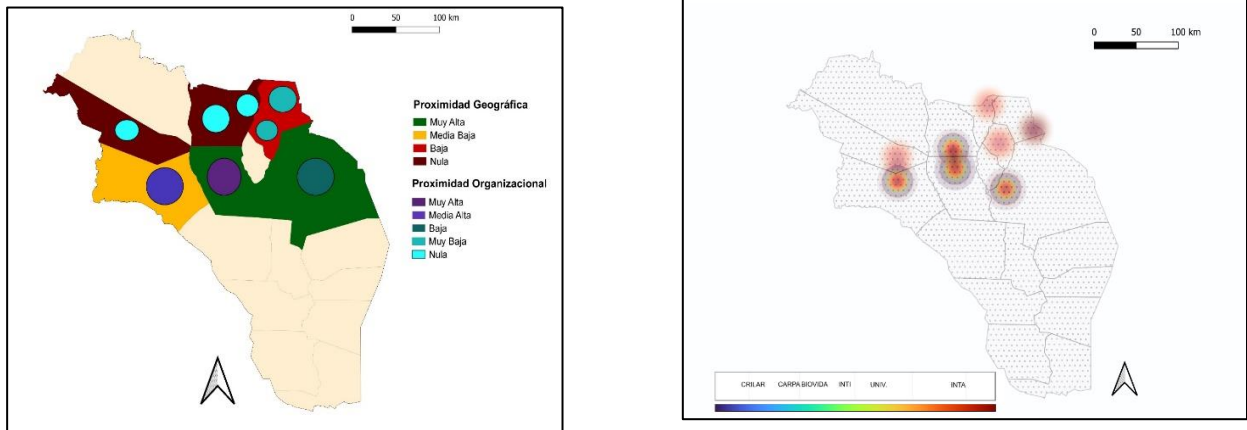 0 50 100 km
Proximidad Geográfica
Muy Alta
Media Baja
Baja
Nula
Proximidad Organizacional
Muy Alta
Media Alta
Baja
Muy Baja
Nula
0 50 100 km
CRILAR CARPA BIOVIDA INTI UNIV. INTA